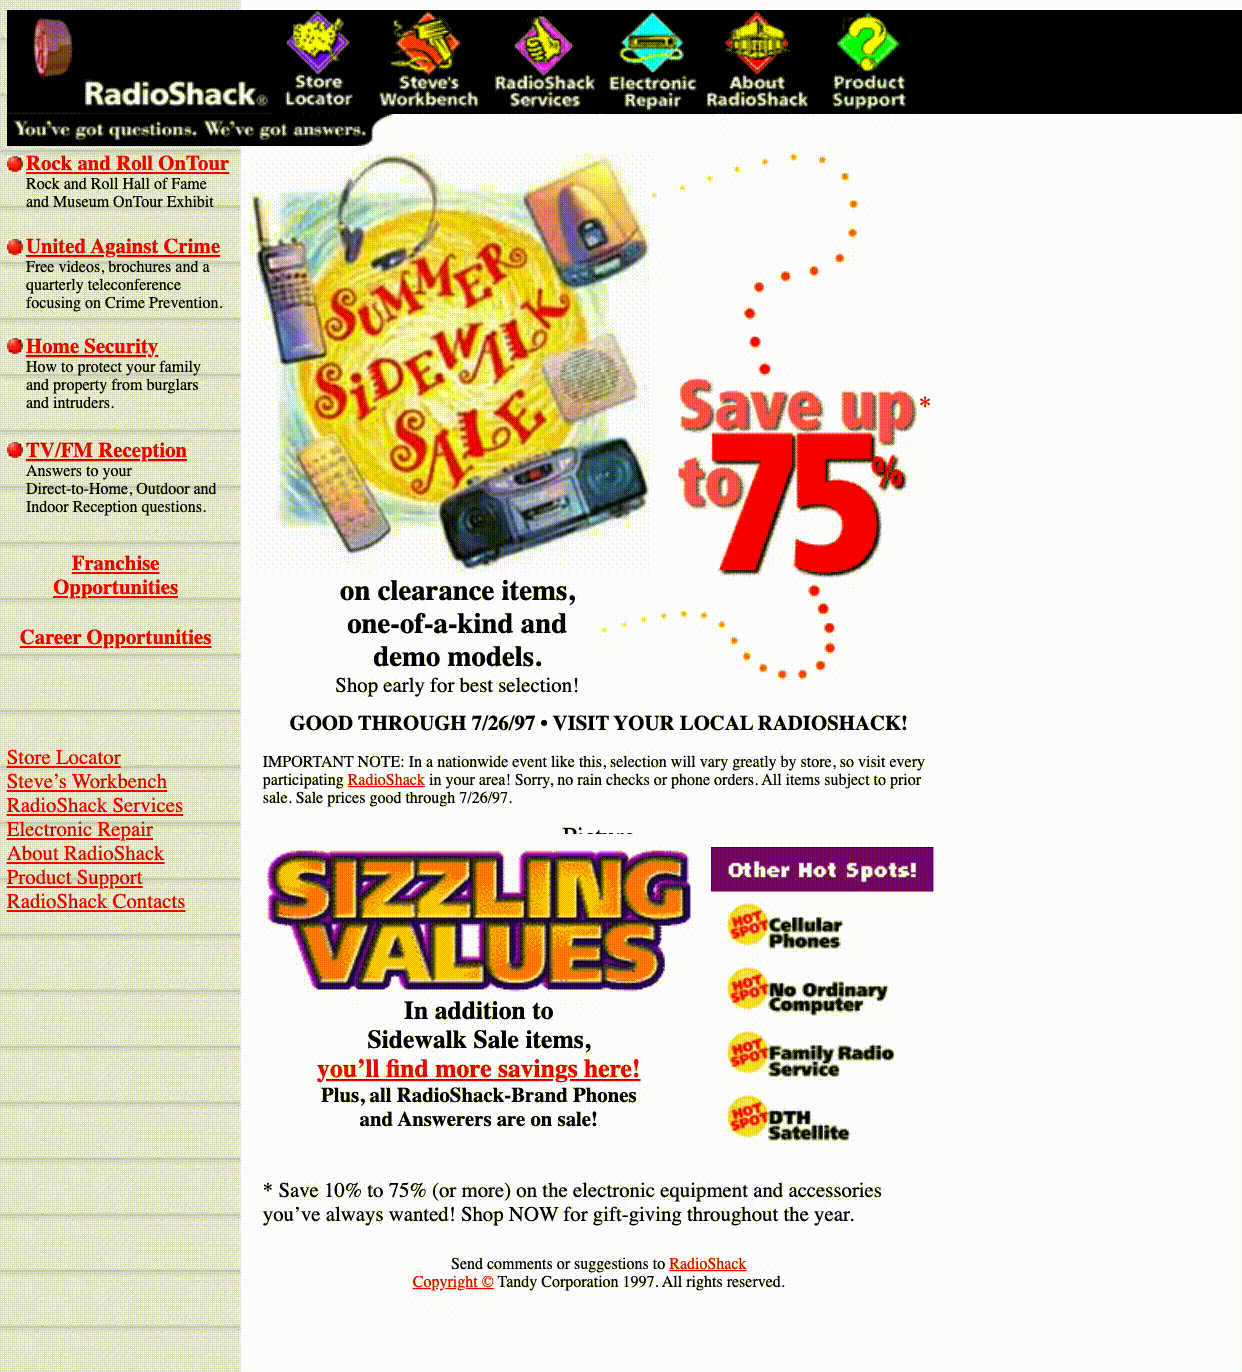 RadioShack®
Store
Locator
Steve's
Workbench
RadioShack
Services
Electronic
Repair
About
RadioShack
Product
Support
You've got questions. We've got answers.
Rock and Roll OnTour
Rock and Roll Hall of Fame
and Museum OnTour Exhibit
United Against Crime
Free videos, brochures and a
quarterly teleconference
focusing on Crime Prevention.
Home Security
How to protect your family
and property from burglars
and intruders.
TV/FM Reception
Answers to your
Direct-to-Home, Outdoor and
Indoor Reception questions.
Franchise
Opportunities
Career Opportunities
Store Locator
Steve’s Workbench
RadioShack Services
Electronic Repair
About RadioShack
Product Support
RadioShack Contacts
SUMMER
SIDEWALK
SALE
Save up *
to 75%
on clearance items,
one-of-a-kind and
demo models.
Shop early for best selection!
GOOD THROUGH 7/26/97 • VISIT YOUR LOCAL RADIOSHACK!
IMPORTANT NOTE: In a nationwide event like this, selection will vary greatly by store, so visit every
participating RadioShack in your area! Sorry, no rain checks or phone orders. All items subject to prior
sale. Sale prices good through 7/26/97.
Picture
SIZZLING
VALUES
In addition to
Sidewalk Sale items,
you’ll find more savings here!
Plus, all RadioShack-Brand Phones
and Answerers are on sale!
Other Hot Spots!
HOT SPOT Cellular
Phones
HOT SPOT No Ordinary
Computer
HOT SPOT Family Radio
Service
HOT SPOT DTH
Satellite
* Save 10% to 75% (or more) on the electronic equipment and accessories
you’ve always wanted! Shop NOW for gift-giving throughout the year.
Send comments or suggestions to RadioShack
Copyright © Tandy Corporation 1997. All rights reserved.